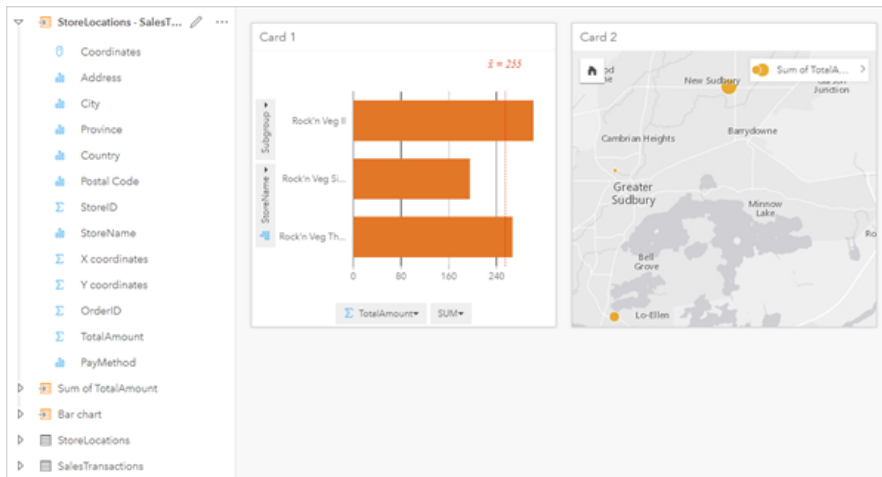 StoreLocations - SalesT...
Coordinates
Address
City
Province
Country
Postal Code
StoreID
StoreName
X coordinates
Y coordinates
OrderID
TotalAmount
PayMethod
Sum of TotalAmount
Bar chart
StoreLocations
SalesTransactions
Card 1
x̄ = 255
Subgroup
StoreName
Rock'n Veg II
Rock'n Veg Si...
Rock'n Veg Th...
0 80 160 240
TotalAmount SUM
Card 2
Sum of TotalA...
New Sudbury
Junction
Cambrian Heights
Barrydowne
Greater
Sudbury
Minnow
Lake
Ro
Bell
Grove
Lo-Ellen